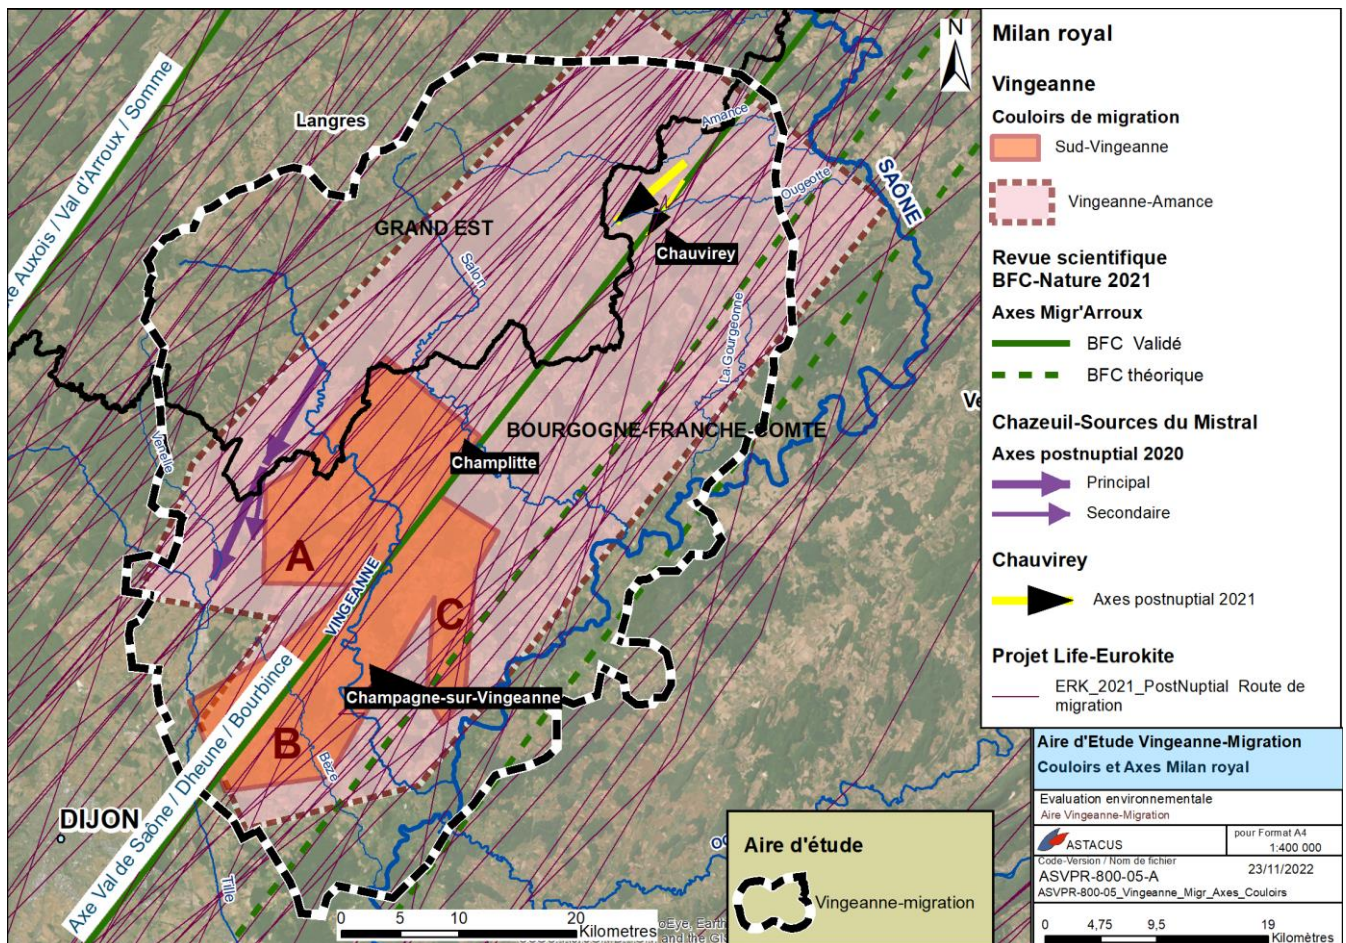 N
Langres
Amance
Ougeotte
SAÔNE
GRAND EST
Salon
Chauvirey
La Gourgeonne
Axe Val de Saône / Dheune / Bourbince
Auxois / Val d'Arroux / Somme
Venelle
BOURGOGNE-FRANCHE-COMTE
Champlitte
A
VINGEANNE
C
Champagne-sur-Vingeanne
B
Bèze
DIJON
Tille
0 5 10 20
Kilometres
Milan royal
Vingeanne
Couloirs de migration
Sud-Vingeanne
Vingeanne-Amance
Revue scientifique
BFC-Nature 2021
Axes Migr'Arroux
BFC Validé
BFC théorique
Chazeuil-Sources du Mistral
Axes postnuptial 2020
Principal
Secondaire
Chauvirey
Axes postnuptial 2021
Projet Life-Eurokite
ERK_2021_PostNuptial Route de
migration
Aire d'étude
Vingeanne-migration
Aire d'Etude Vingeanne-Migration
Couloirs et Axes Milan royal
Evaluation environnementale
Aire Vingeanne-Migration
ASTACUS
pour Format A4
1:400 000
Code-Version / Nom de fichier
ASVPR-800-05-A
23/11/2022
ASVPR-800-05_Vingeanne_Migr_Axes_Couloirs
0 4,75 9,5 19
Kilomètres